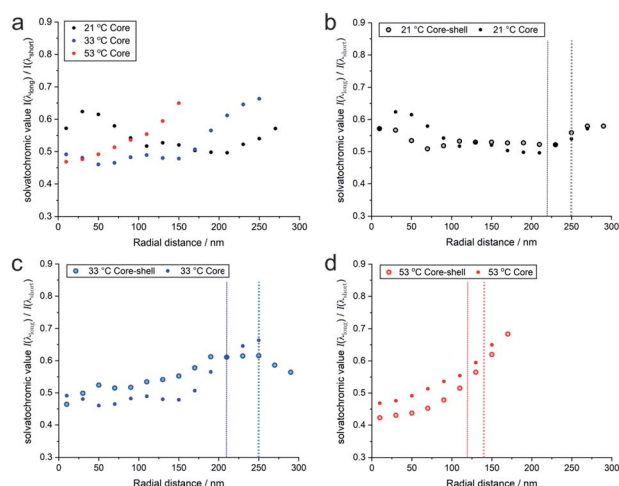 a
21 °C Core
33 °C Core
53 °C Core
solvatochromic value I(λlong) / I(λshort)
0.9
0.8
0.7
0.6
0.5
0.4
0.3
0 50 100 150 200 250 300
Radial distance / nm
b
21 °C Core-shell 21 °C Core
solvatochromic value I(λlong) / I(λshort)
0.9
0.8
0.7
0.6
0.5
0.4
0.3
0 50 100 150 200 250 300
Radial distance / nm
c
33 °C Core-shell 33 °C Core
solvatochromic value I(λlong) / I(λshort)
0.9
0.8
0.7
0.6
0.5
0.4
0.3
0 50 100 150 200 250 300
Radial distance / nm
d
53 °C Core-shell 53 °C Core
solvatochromic value I(λlong) / I(λshort)
0.9
0.8
0.7
0.6
0.5
0.4
0.3
0 50 100 150 200 250 300
Radial distance / nm